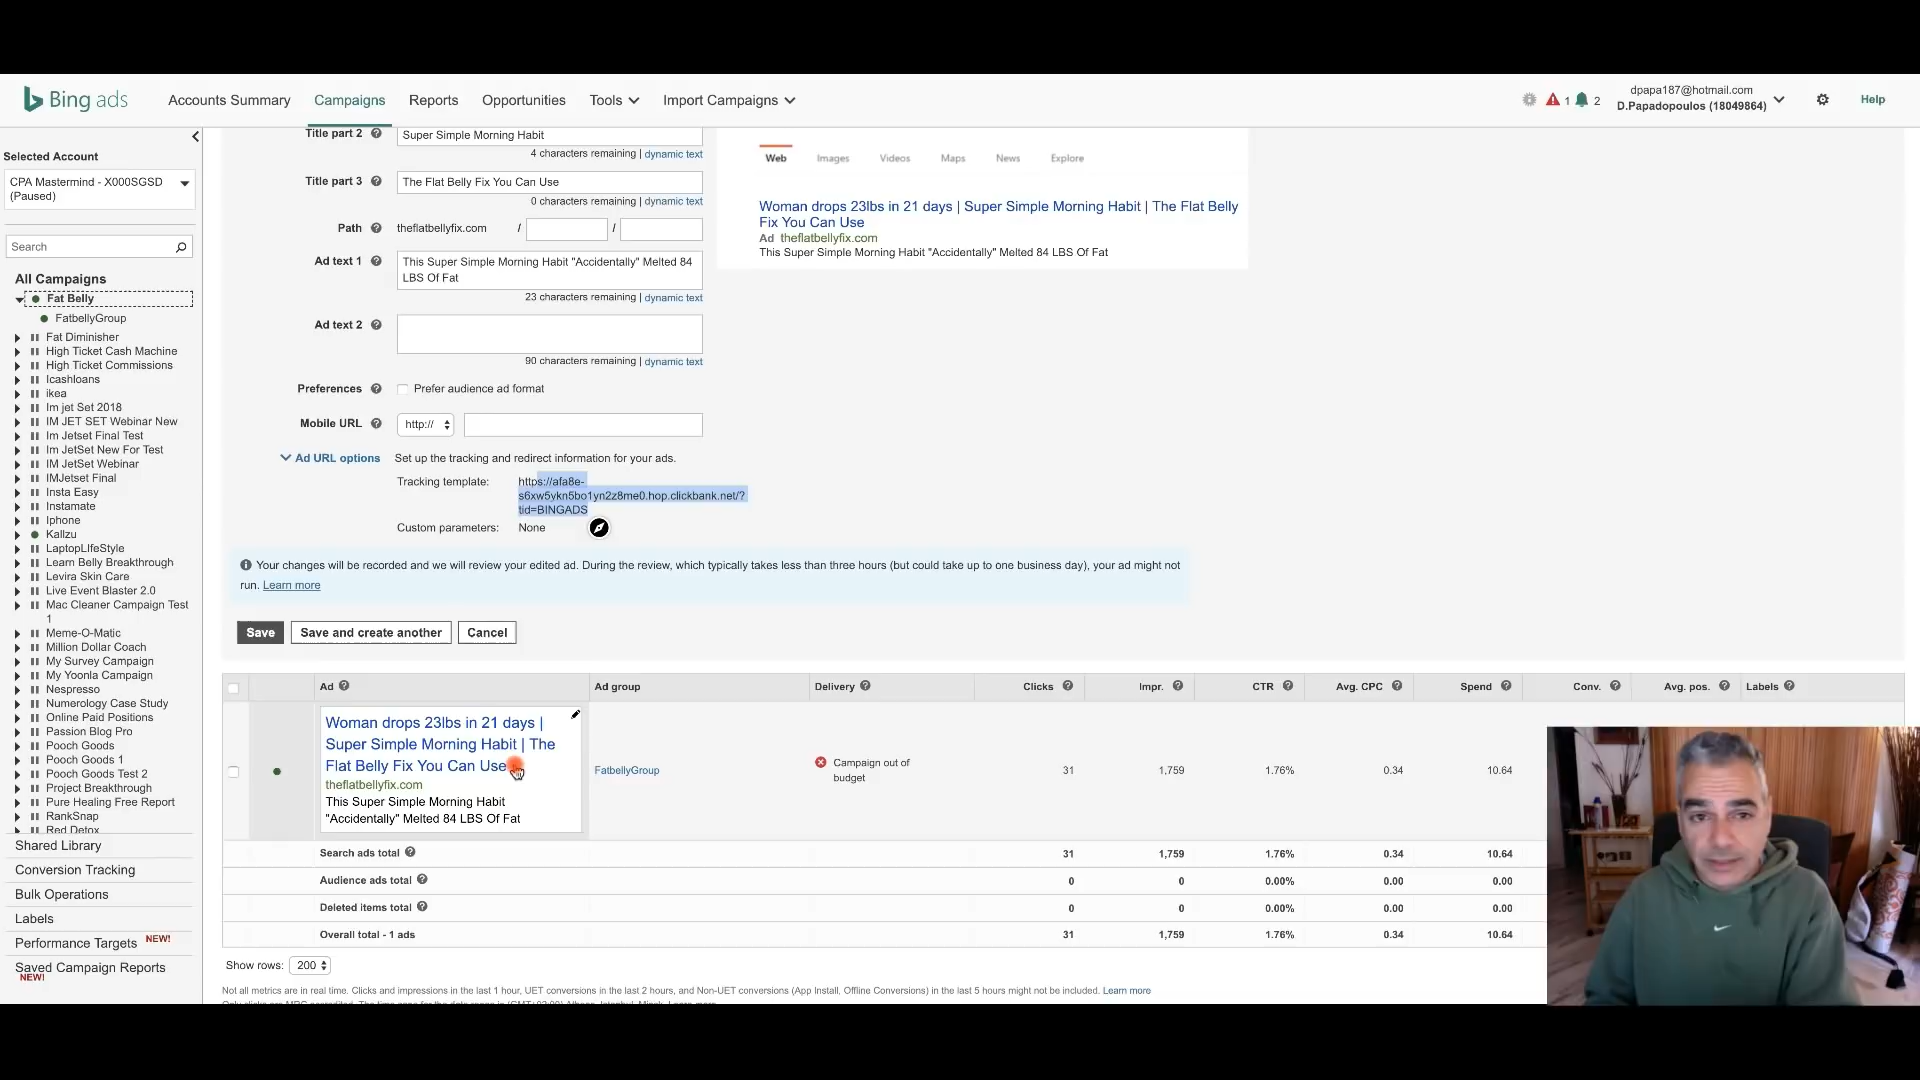 Bing ads
Accounts Summary
Campaigns
Reports
Opportunities
Tools
Import Campaigns
1
2
dpapa187@hotmail.com
D.Papadopoulos (18049864)
Help
Selected Account
CPA Mastermind - X000SGSD
(Paused)
Search
All Campaigns
Fat Belly
FatbellyGroup
Fat Diminisher
High Ticket Cash Machine
High Ticket Commissions
Icashloans
ikea
Im jet Set 2018
IM JET SET Webinar New
Im Jetset Final Test
Im JetSet New For Test
IM JetSet Webinar
IMJetset Final
Insta Easy
Instamate
Iphone
Kallzu
LaptopLIfeStyle
Learn Belly Breakthrough
Levira Skin Care
Live Event Blaster 2.0
Mac Cleaner Campaign Test
1
Meme-O-Matic
Million Dollar Coach
My Survey Campaign
My Yoonla Campaign
Nespresso
Numerology Case Study
Online Paid Positions
Passion Blog Pro
Pooch Goods
Pooch Goods 1
Pooch Goods Test 2
Project Breakthrough
Pure Healing Free Report
RankSnap
Red Detox
Shared Library
Conversion Tracking
Bulk Operations
Labels
Performance Targets NEW!
Saved Campaign Reports
NEW!
Title part 2
Super Simple Morning Habit
4 characters remaining | dynamic text
Title part 3
The Flat Belly Fix You Can Use
0 characters remaining | dynamic text
Path
theflatbellyfix.com / /
Ad text 1
This Super Simple Morning Habit "Accidentally" Melted 84
LBS Of Fat
23 characters remaining | dynamic text
Ad text 2
90 characters remaining | dynamic text
Preferences
Prefer audience ad format
Mobile URL
http://
Ad URL options
Set up the tracking and redirect information for your ads.
Tracking template:
https://afa8e-
s6xw5vkn5bo1yn2z8me0.hop.clickbank.net/?
tid=BINGADS
Custom parameters:
None
Web
Images
Videos
Maps
News
Explore
Woman drops 23lbs in 21 days | Super Simple Morning Habit | The Flat Belly
Fix You Can Use
Ad theflatbellyfix.com
This Super Simple Morning Habit "Accidentally" Melted 84 LBS Of Fat
Your changes will be recorded and we will review your edited ad. During the review, which typically takes less than three hours (but could take up to one business day), your ad might not
run. Learn more
Save
Save and create another
Cancel
Ad
Ad group
Delivery
Clicks
Impr.
CTR
Avg. CPC
Spend
Conv.
Avg. pos.
Labels
Woman drops 23lbs in 21 days |
Super Simple Morning Habit | The
Flat Belly Fix You Can Use
theflatbellyfix.com
This Super Simple Morning Habit
"Accidentally" Melted 84 LBS Of Fat
FatbellyGroup
Campaign out of
budget
31
1,759
1.76%
0.34
10.64
Search ads total
31
1,759
1.76%
0.34
10.64
Audience ads total
0
0
0.00%
0.00
0.00
Deleted items total
0
0
0.00%
0.00
0.00
Overall total - 1 ads
31
1,759
1.76%
0.34
10.64
Show rows: 200
Not all metrics are in real time. Clicks and impressions in the last 1 hour, UET conversions in the last 2 hours, and Non-UET conversions (App Install, Offline Conversions) in the last 5 hours might not be included. Learn more